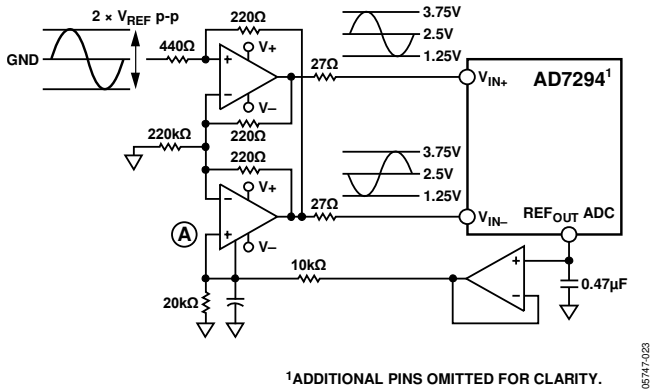 2 × VREF p-p
GND
440Ω
220Ω
V+
+
−
V−
220Ω
27Ω
3.75V
2.5V
1.25V
VIN+
AD7294¹
220kΩ
220Ω
V+
−
+
V−
A
27Ω
3.75V
2.5V
1.25V
VIN−
REFOUT ADC
10kΩ
20kΩ
+
−
0.47µF
¹ADDITIONAL PINS OMITTED FOR CLARITY.
05747-023